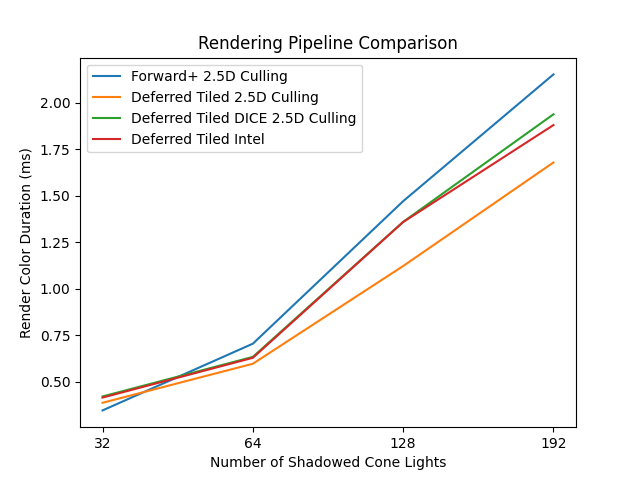 Rendering Pipeline Comparison
Forward+ 2.5D Culling
Deferred Tiled 2.5D Culling
Deferred Tiled DICE 2.5D Culling
Deferred Tiled Intel
Render Color Duration (ms)
2.00
1.75
1.50
1.25
1.00
0.75
0.50
32 64 128 192
Number of Shadowed Cone Lights